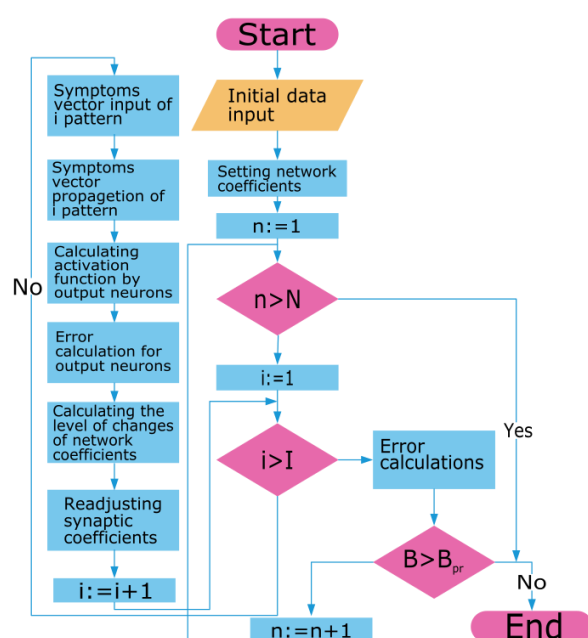 Start
Initial data
input
Setting network
coefficients
n:=1
n>N
i:=1
i>I
Error
calculations
B>Bpr
n:=n+1
Yes
No
End
No
Symptoms
vector input of
i pattern
Symptoms
vector
propagetion of
i pattern
Calculating
activation
function by
output neurons
Error
calculation for
output neurons
Calculating the
level of changes
of network
coefficients
Readjusting
synaptic
coefficients
i:=i+1